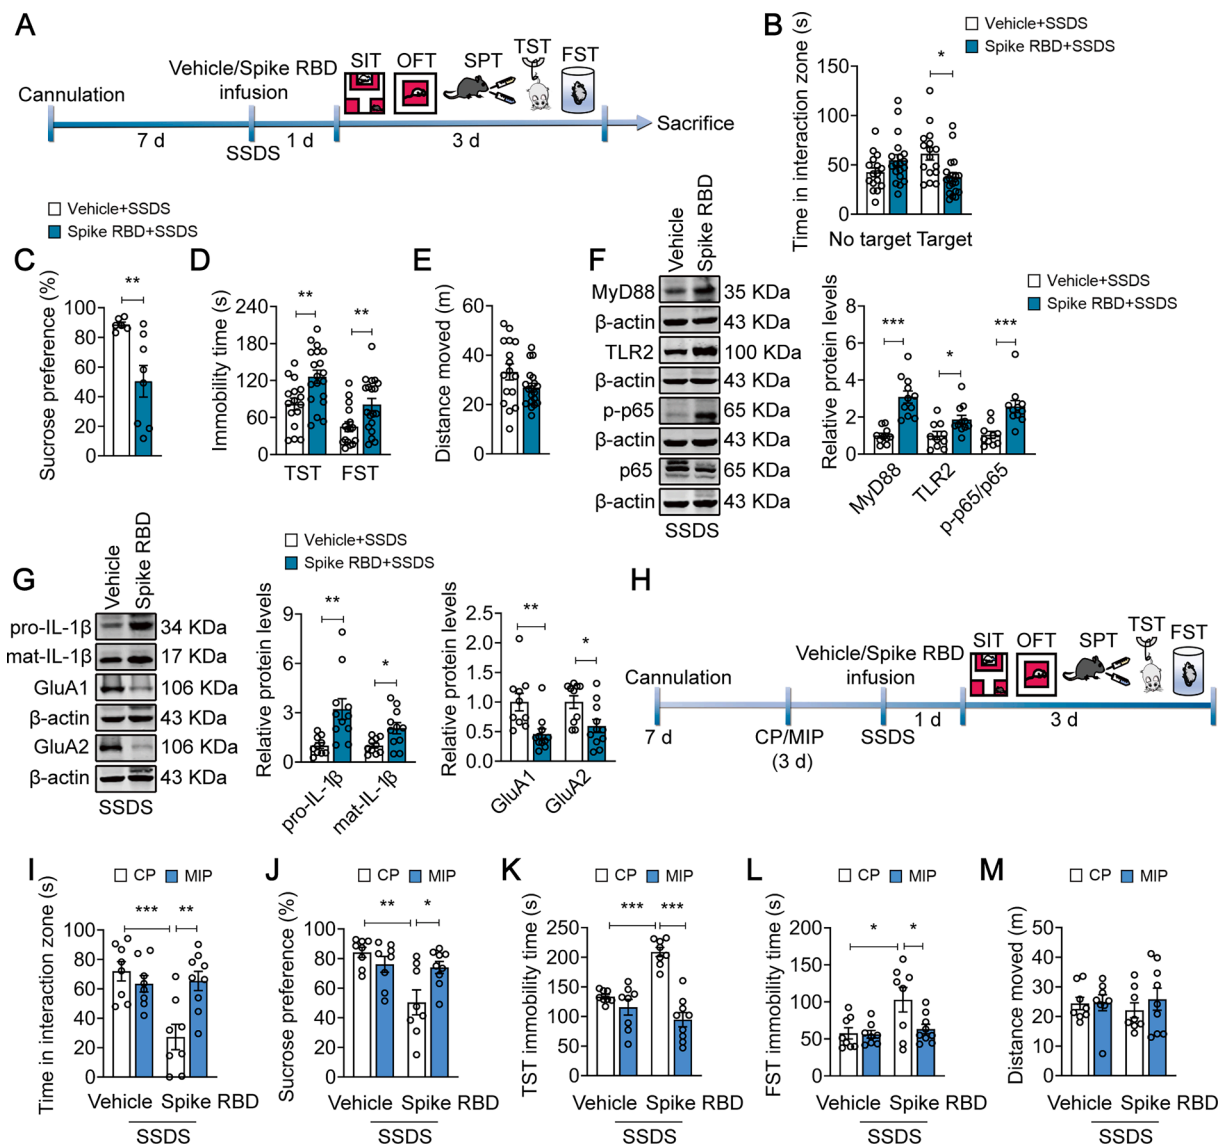 A
Cannulation
Vehicle/Spike RBD
infusion
SIT OFT SPT TST FST
7 d
SSDS
1 d
3 d
Sacrifice
B
Vehicle+SSDS
Spike RBD+SSDS
Time in interaction zone (s)
150
100
50
0
*
No target Target
Vehicle+SSDS
Spike RBD+SSDS
C
Sucrose preference (%)
100
80
60
40
20
0
**
D
Immobility time (s)
240
180
120
60
0
** **
TST FST
E
Distance moved (m)
60
40
20
0
F
Vehicle
Spike RBD
MyD88 35 KDa
β-actin 43 KDa
TLR2 100 KDa
β-actin 43 KDa
p-p65 65 KDa
β-actin 43 KDa
p65 65 KDa
β-actin 43 KDa
SSDS
Vehicle+SSDS
Spike RBD+SSDS
Relative protein levels
8
6
4
2
0
*** * ***
MyD88 TLR2 p-p65/p65
G
Vehicle
Spike RBD
pro-IL-1β 34 KDa
mat-IL-1β 17 KDa
GluA1 106 KDa
β-actin 43 KDa
GluA2 106 KDa
β-actin 43 KDa
SSDS
Vehicle+SSDS
Spike RBD+SSDS
Relative protein levels
9
6
3
0
** *
pro-IL-1β mat-IL-1β
Relative protein levels
2.5
2.0
1.5
1.0
0.5
0.0
** *
GluA1 GluA2
H
Cannulation
Vehicle/Spike RBD
infusion
SIT OFT SPT TST FST
7 d
CP/MIP
(3 d)
SSDS
1 d
3 d
I
CP MIP
Time in interaction zone (s)
120
100
80
60
40
20
0
*** **
Vehicle Spike RBD
SSDS
J
CP MIP
Sucrose preference (%)
100
80
60
40
20
0
** *
Vehicle Spike RBD
SSDS
K
CP MIP
TST immobility time (s)
250
200
150
100
50
0
*** ***
Vehicle Spike RBD
SSDS
L
CP MIP
FST immobility time (s)
200
150
100
50
0
* *
Vehicle Spike RBD
SSDS
M
CP MIP
Distance moved (m)
50
40
30
20
10
0
Vehicle Spike RBD
SSDS